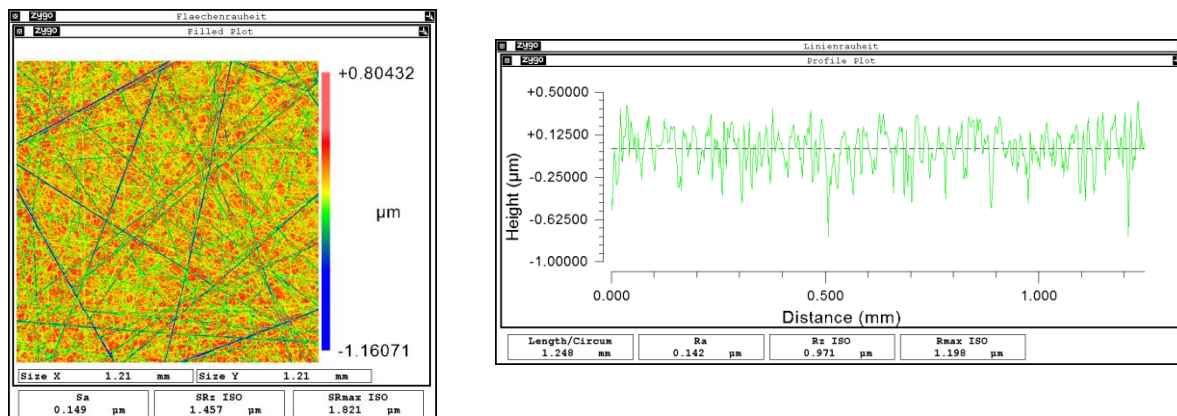 zygo Flaechenrauheit
zygo Filled Plot
+0.80432
µm
-1.16071
Size X 1.21 mm Size Y 1.21 mm
Sa SRz ISO SRmax ISO
0.149 µm 1.457 µm 1.821 µm
zygo Linienrauheit
zygo Profile Plot
+0.50000
+0.12500
-0.25000
-0.62500
-1.00000
Height (µm)
0.000 0.500 1.000
Distance (mm)
Length/Circum Ra Rz ISO Rmax ISO
1.248 mm 0.142 µm 0.971 µm 1.198 µm